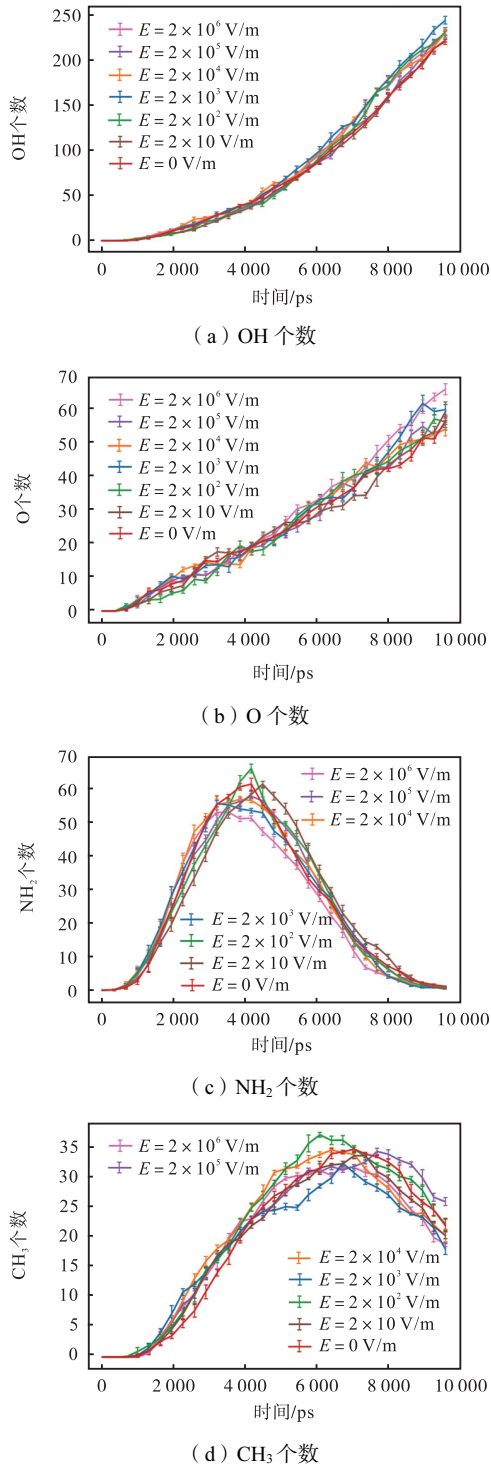 250
200
150
100
50
0
OH个数
E = 2 × 10⁶ V/m
E = 2 × 10⁵ V/m
E = 2 × 10⁴ V/m
E = 2 × 10³ V/m
E = 2 × 10² V/m
E = 2 × 10 V/m
E = 0 V/m
0 2 000 4 000 6 000 8 000 10 000
时间/ps
（a）OH 个数
70
60
50
40
30
20
10
0
O个数
E = 2 × 10⁶ V/m
E = 2 × 10⁵ V/m
E = 2 × 10⁴ V/m
E = 2 × 10³ V/m
E = 2 × 10² V/m
E = 2 × 10 V/m
E = 0 V/m
0 2 000 4 000 6 000 8 000 10 000
时间/ps
（b）O 个数
70
60
50
40
30
20
10
0
NH₂个数
E = 2 × 10⁶ V/m
E = 2 × 10⁵ V/m
E = 2 × 10⁴ V/m
E = 2 × 10³ V/m
E = 2 × 10² V/m
E = 2 × 10 V/m
E = 0 V/m
0 2 000 4 000 6 000 8 000 10 000
时间/ps
（c）NH₂ 个数
35
30
25
20
15
10
5
0
CH₃个数
E = 2 × 10⁶ V/m
E = 2 × 10⁵ V/m
E = 2 × 10⁴ V/m
E = 2 × 10³ V/m
E = 2 × 10² V/m
E = 2 × 10 V/m
E = 0 V/m
0 2 000 4 000 6 000 8 000 10 000
时间/ps
（d）CH₃ 个数